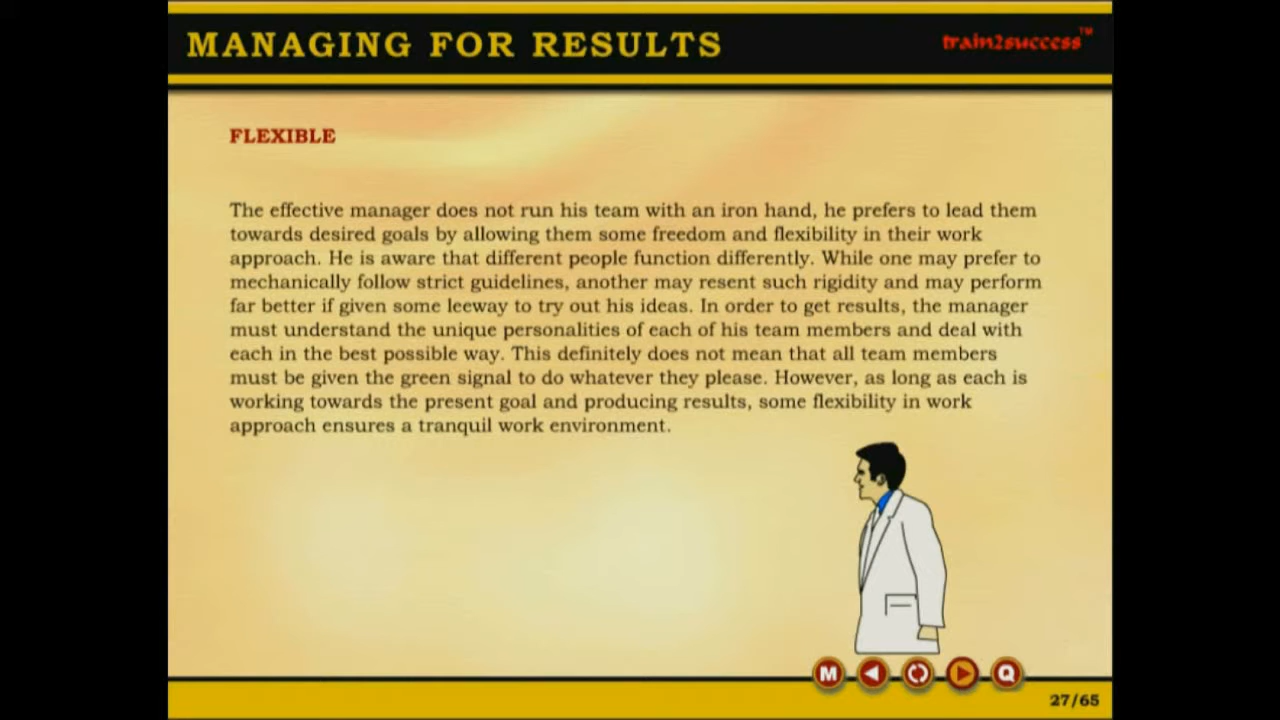 MANAGING FOR RESULTS
train2success™
FLEXIBLE
The effective manager does not run his team with an iron hand, he prefers to lead them
towards desired goals by allowing them some freedom and flexibility in their work
approach. He is aware that different people function differently. While one may prefer to
mechanically follow strict guidelines, another may resent such rigidity and may perform
far better if given some leeway to try out his ideas. In order to get results, the manager
must understand the unique personalities of each of his team members and deal with
each in the best possible way. This definitely does not mean that all team members
must be given the green signal to do whatever they please. However, as long as each is
working towards the present goal and producing results, some flexibility in work
approach ensures a tranquil work environment.
M
Q
27/65